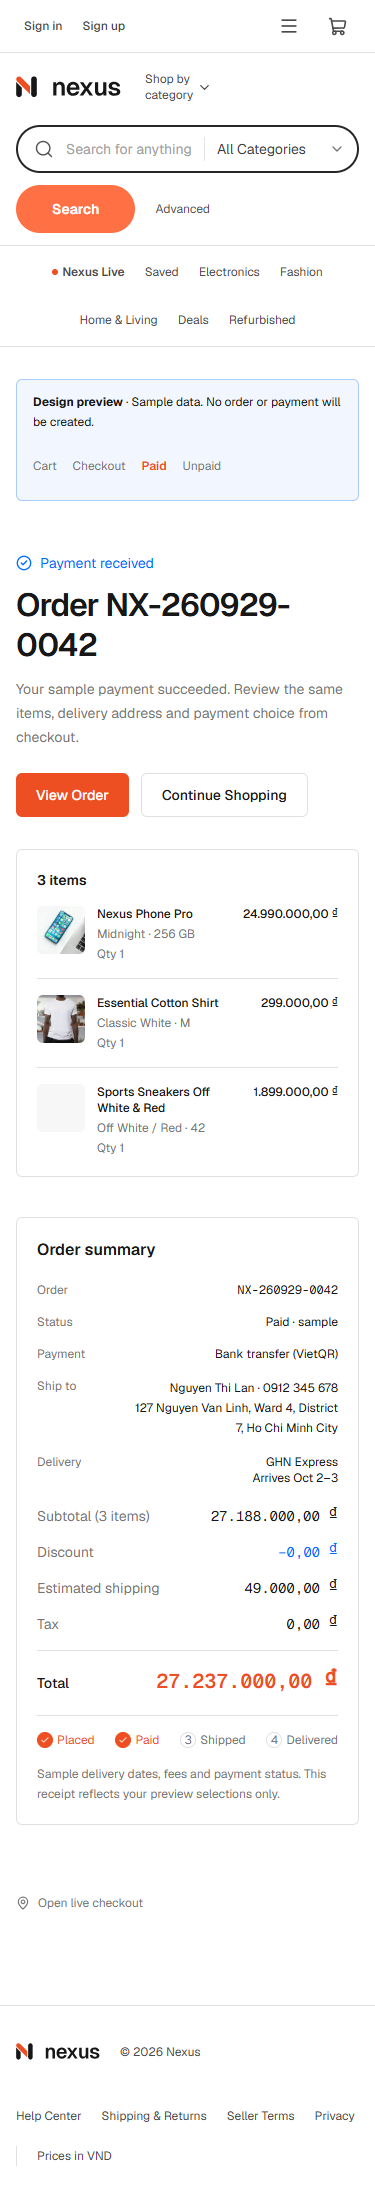 Sign in Sign up
nexus
Shop by
category
Search for anything All Categories
Search Advanced
Nexus Live Saved Electronics Fashion
Home & Living Deals Refurbished
Design preview · Sample data. No order or payment will
be created.
Cart Checkout Paid Unpaid
Payment received
Order NX-260929-
0042
Your sample payment succeeded. Review the same
items, delivery address and payment choice from
checkout.
View Order Continue Shopping
3 items
Nexus Phone Pro 24.990.000,00 ₫
Midnight · 256 GB
Qty 1
Essential Cotton Shirt 299.000,00 ₫
Classic White · M
Qty 1
Sports Sneakers Off 1.899.000,00 ₫
White & Red
Off White / Red · 42
Qty 1
Order summary
Order NX-260929-0042
Status Paid · sample
Payment Bank transfer (VietQR)
Ship to Nguyen Thi Lan · 0912 345 678
127 Nguyen Van Linh, Ward 4, District
7, Ho Chi Minh City
Delivery GHN Express
Arrives Oct 2–3
Subtotal (3 items) 27.188.000,00 ₫
Discount -0,00 ₫
Estimated shipping 49.000,00 ₫
Tax 0,00 ₫
Total 27.237.000,00 ₫
Placed Paid 3 Shipped 4 Delivered
Sample delivery dates, fees and payment status. This
receipt reflects your preview selections only.
Open live checkout
nexus © 2026 Nexus
Help Center Shipping & Returns Seller Terms Privacy
Prices in VND